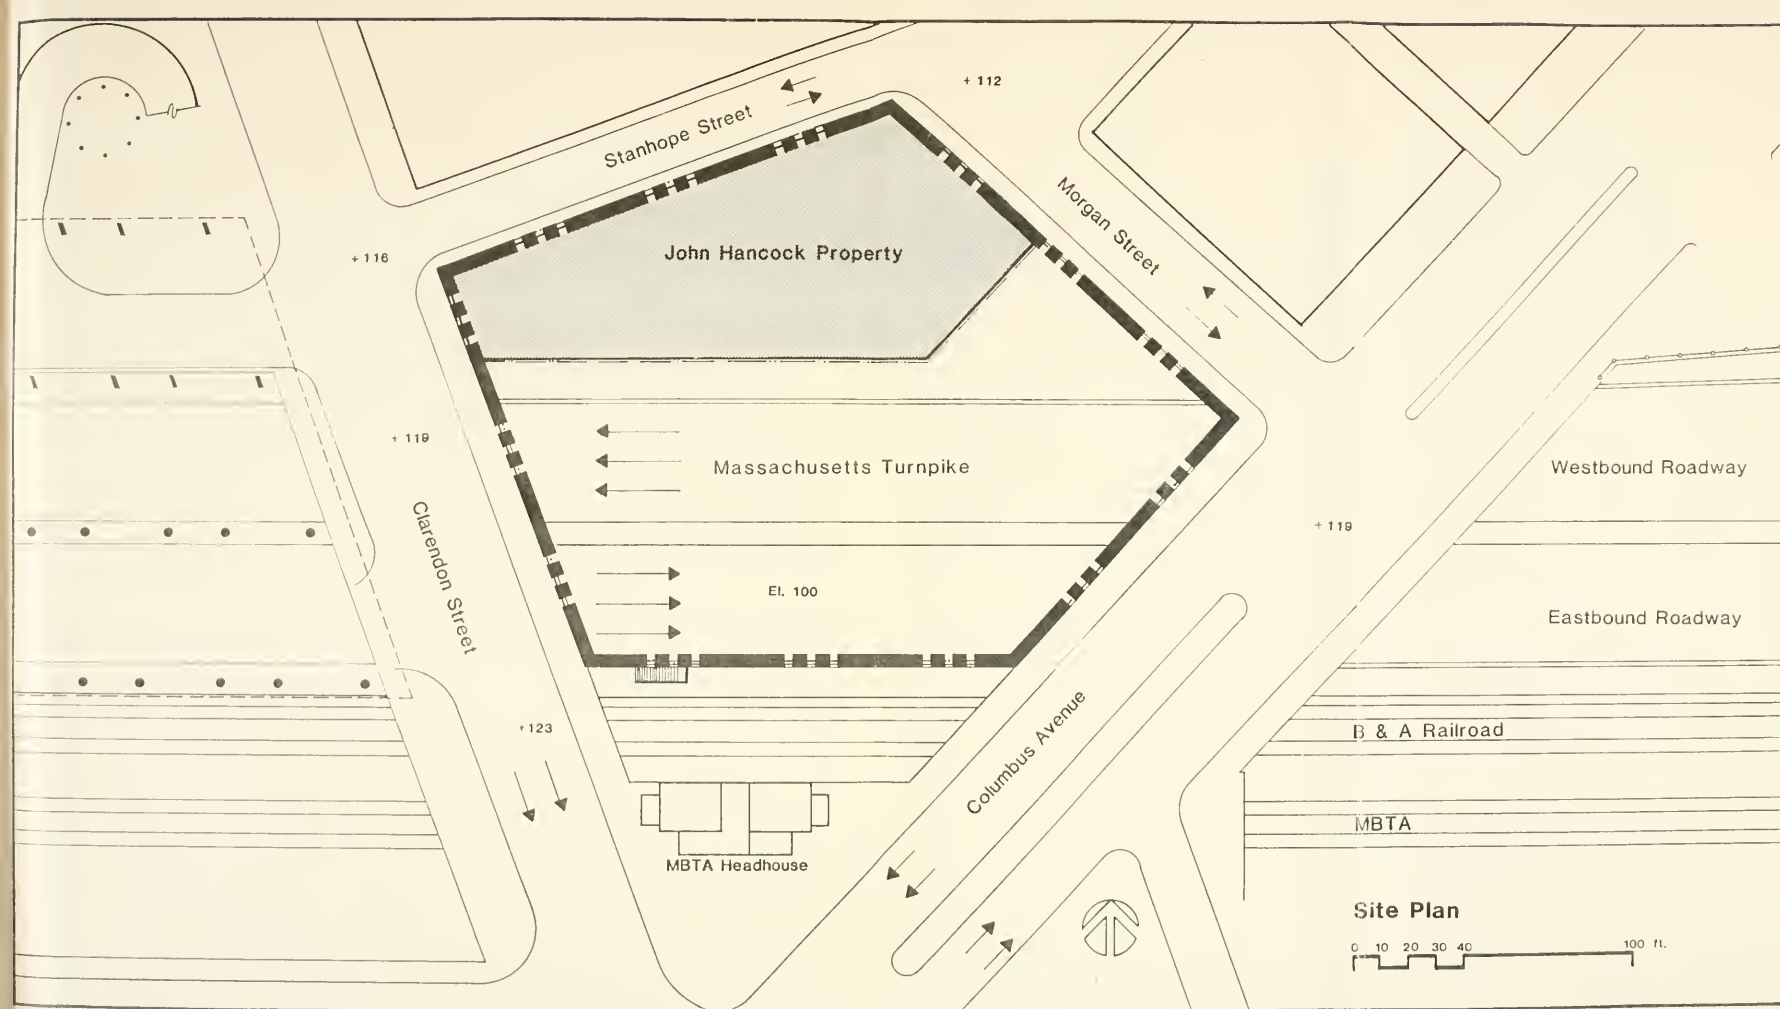 + 112
Stanhope Street
Morgan Street
John Hancock Property
+ 116
+ 119
Massachusetts Turnpike
Westbound Roadway
Clarendon Street
+ 119
El. 100
Eastbound Roadway
+ 123
Columbus Avenue
B & A Railroad
MBTA
MBTA Headhouse
Site Plan
0 10 20 30 40 100 ft.